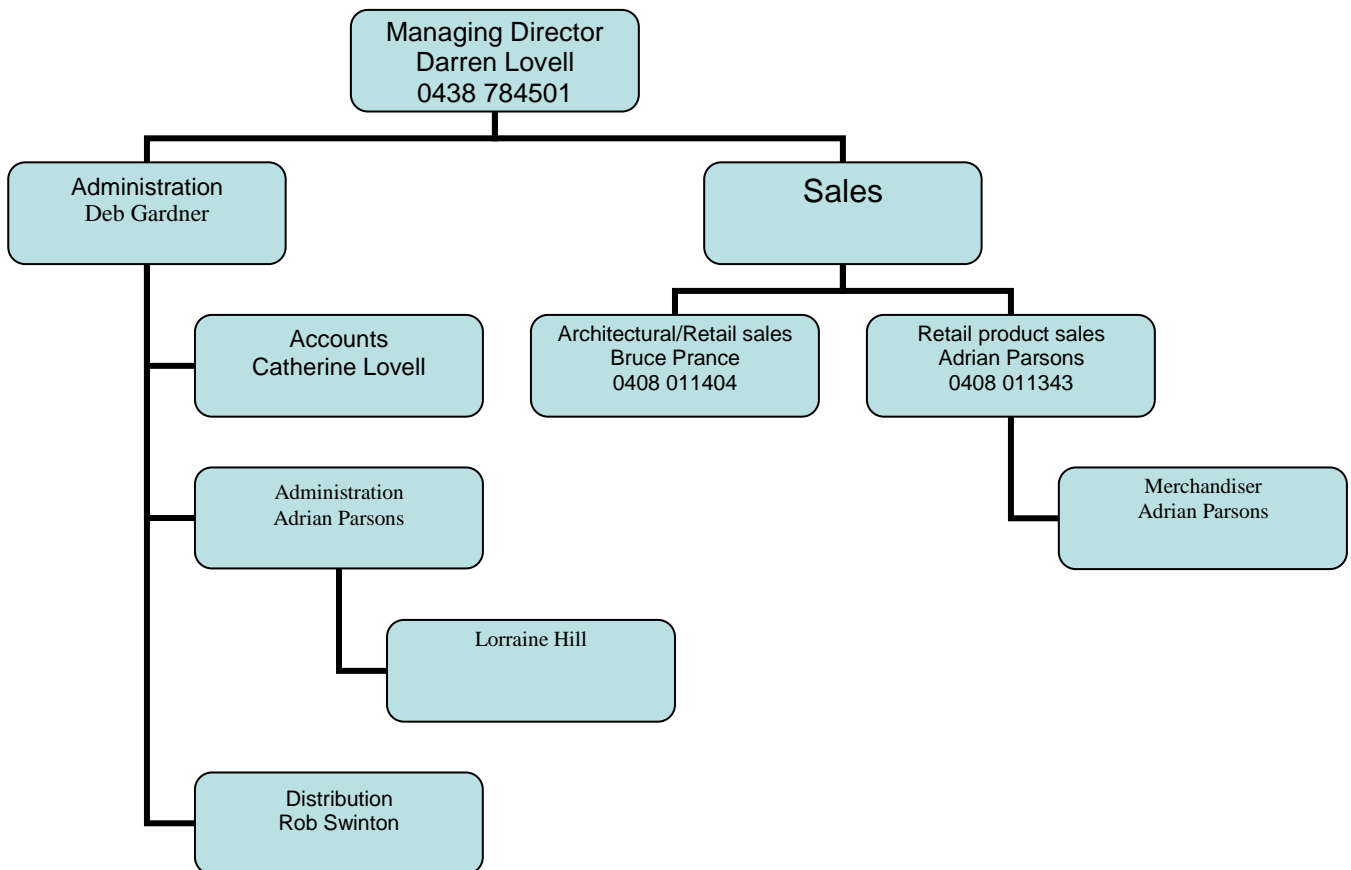 Managing Director
Darren Lovell
0438 784501
Administration
Deb Gardner
Sales
Accounts
Catherine Lovell
Architectural/Retail sales
Bruce Prance
0408 011404
Retail product sales
Adrian Parsons
0408 011343
Administration
Adrian Parsons
Merchandiser
Adrian Parsons
Lorraine Hill
Distribution
Rob Swinton